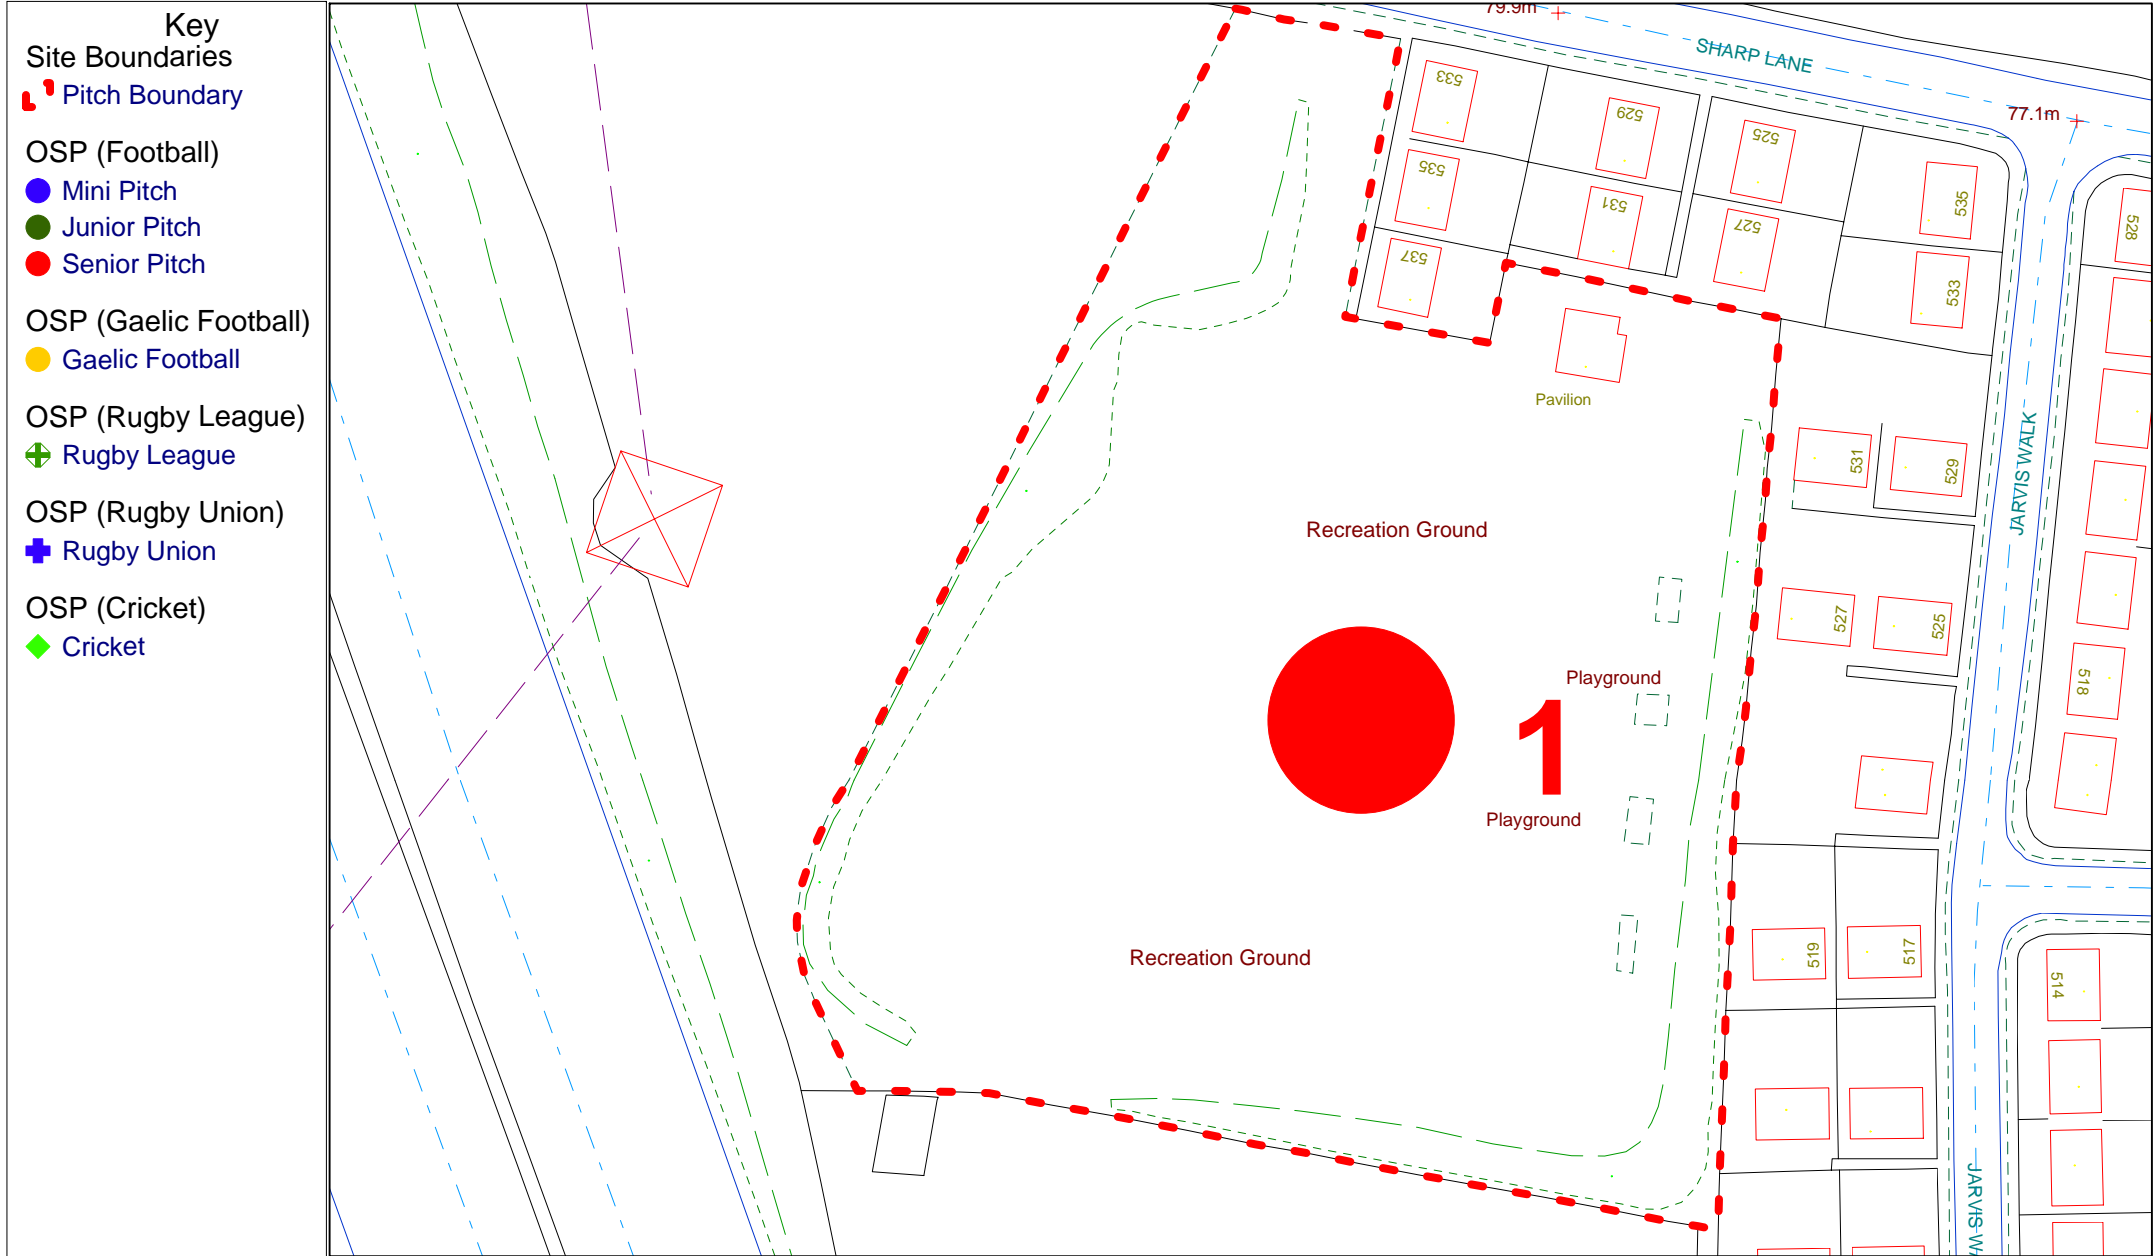 Key
Site Boundaries
Pitch Boundary
OSP (Football)
Mini Pitch
Junior Pitch
Senior Pitch
OSP (Gaelic Football)
Gaelic Football
OSP (Rugby League)
Rugby League
OSP (Rugby Union)
Rugby Union
OSP (Cricket)
Cricket
79.9m
SHARP LANE
77.1m
533
529
525
535
528
535
531
527
533
537
Pavilion
531
529
JARVIS WALK
Recreation Ground
527
525
Playground
518
1
Playground
519
517
Recreation Ground
514
JARVIS WA